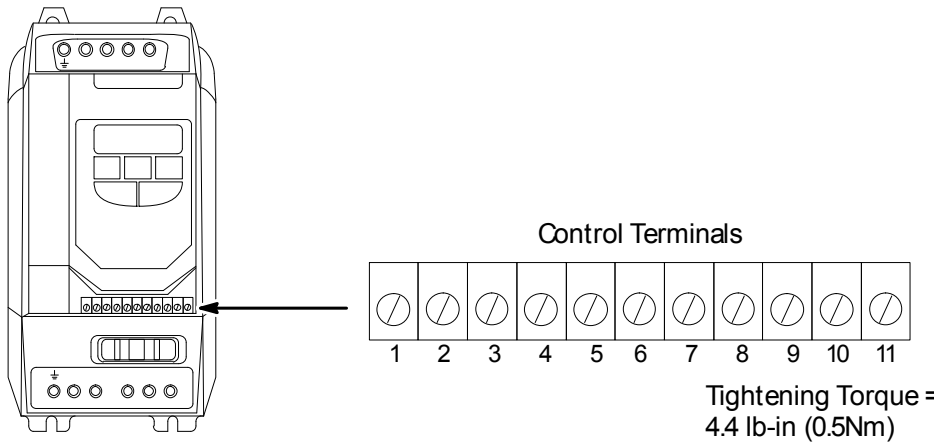 Control Terminals
1 2 3 4 5 6 7 8 9 10 11
Tightening Torque =
4.4 lb-in (0.5Nm)